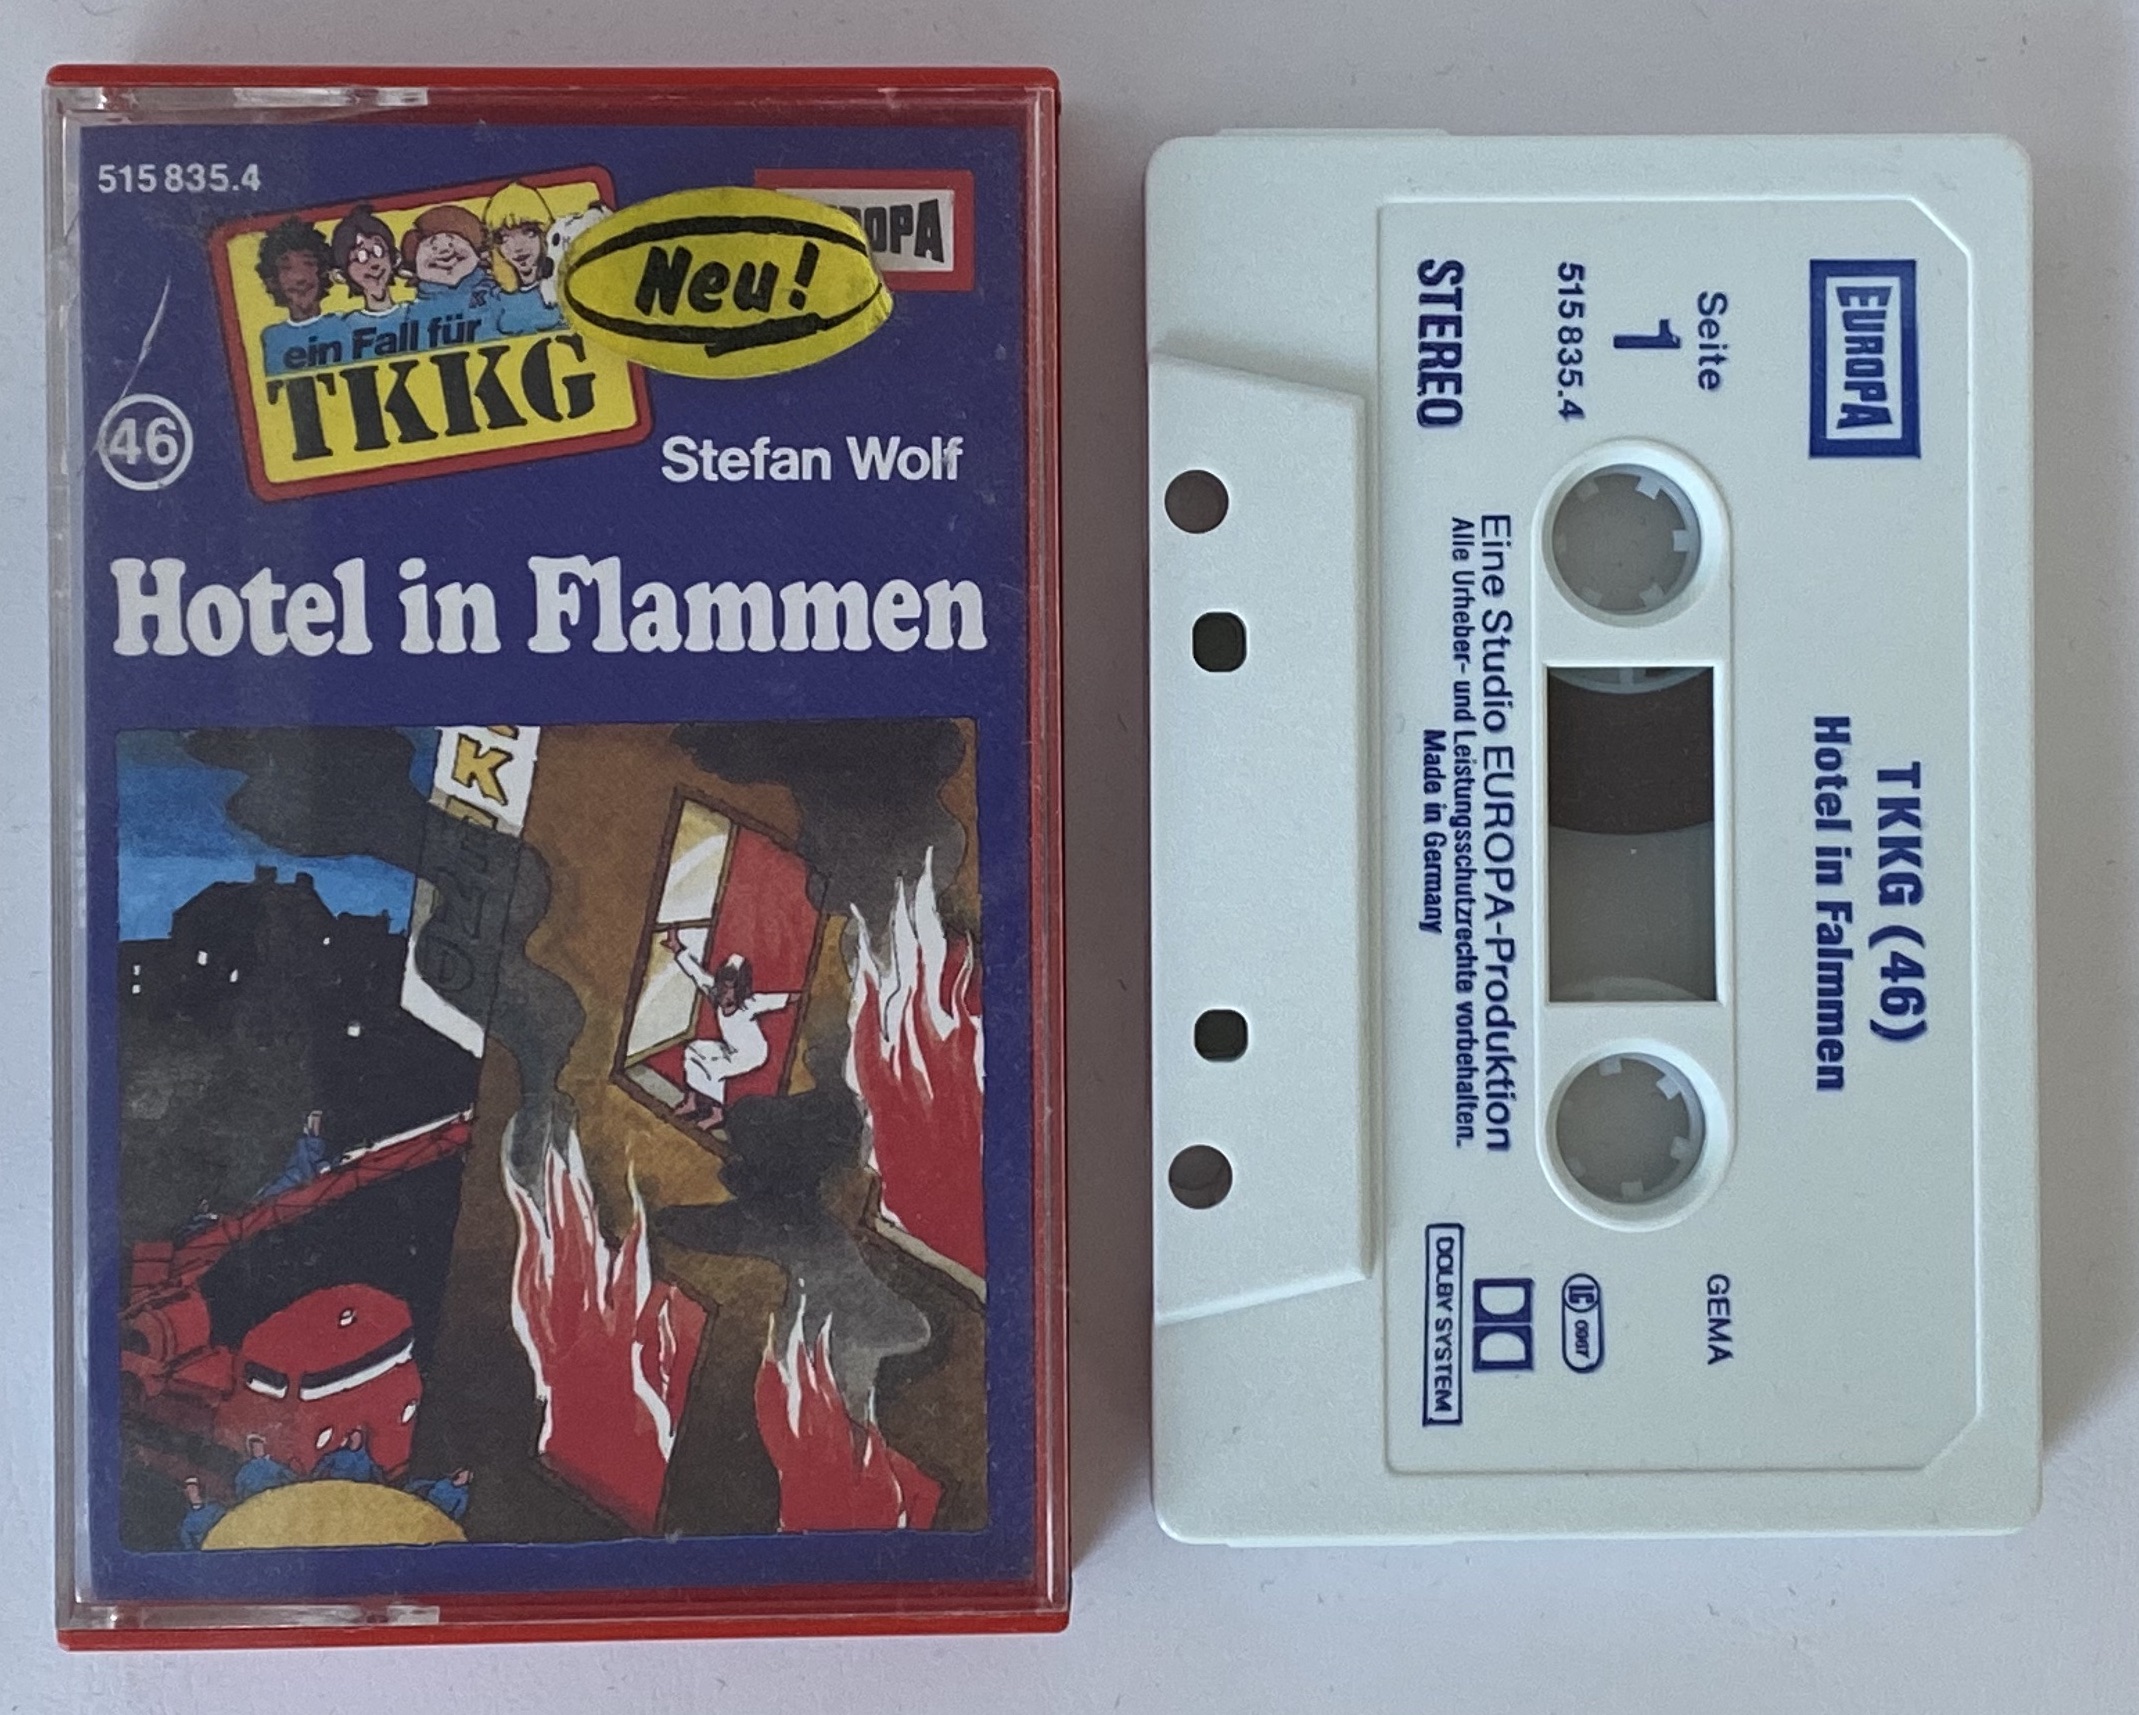 515 835.4
ein Fall für
TKKG
Neu!
46
Stefan Wolf
Hotel in Flammen
EUROPA
TKKG (46)
Hotel in Falmmen
Seite
1
515 835.4
STEREO
GEMA
LC 0067
Eine Studio EUROPA-Produktion
Alle Urheber- und Leistungsschutzrechte vorbehalten.
Made in Germany
DOLBY SYSTEM